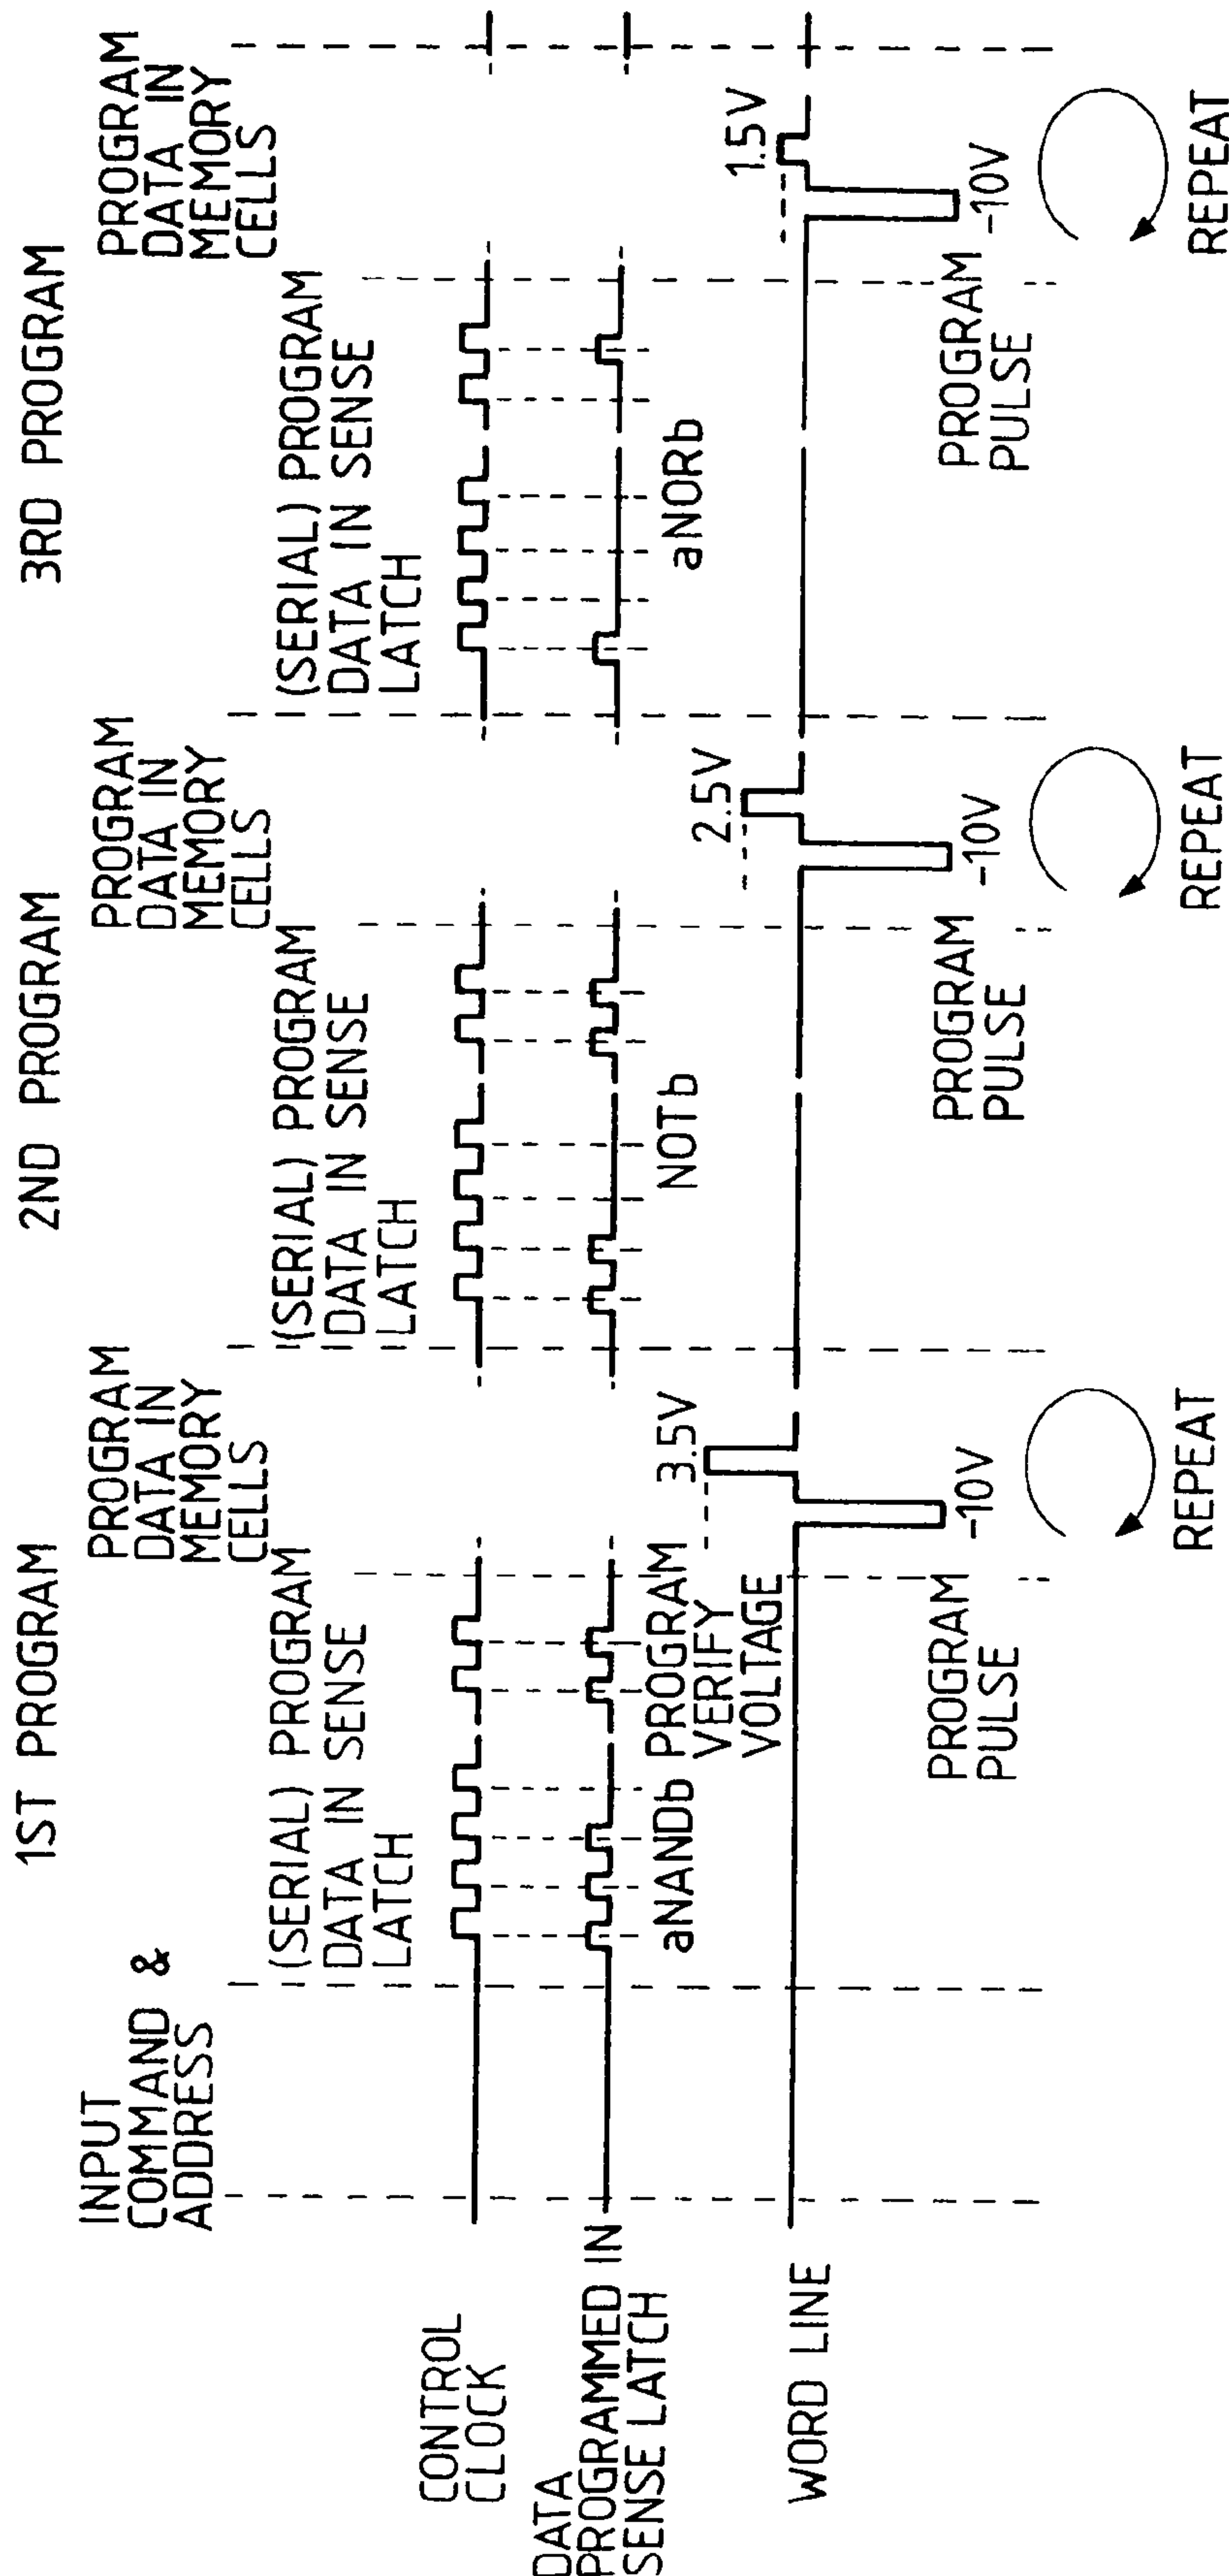 1ST PROGRAM
2ND PROGRAM
3RD PROGRAM
INPUT
COMMAND &
ADDRESS
PROGRAM
DATA IN
MEMORY
CELLS
PROGRAM
DATA IN
MEMORY
CELLS
PROGRAM
DATA IN
MEMORY
CELLS
(SERIAL) PROGRAM
DATA IN SENSE
LATCH
(SERIAL) PROGRAM
DATA IN SENSE
LATCH
(SERIAL) PROGRAM
DATA IN SENSE
LATCH
CONTROL
CLOCK
DATA
PROGRAMMED IN
SENSE LATCH
aNANDb
NOTb
aNORb
PROGRAM
VERIFY
VOLTAGE
3.5V
2.5V
1.5V
WORD LINE
PROGRAM
PULSE
-10V
PROGRAM
PULSE
-10V
PROGRAM
PULSE
-10V
REPEAT
REPEAT
REPEAT